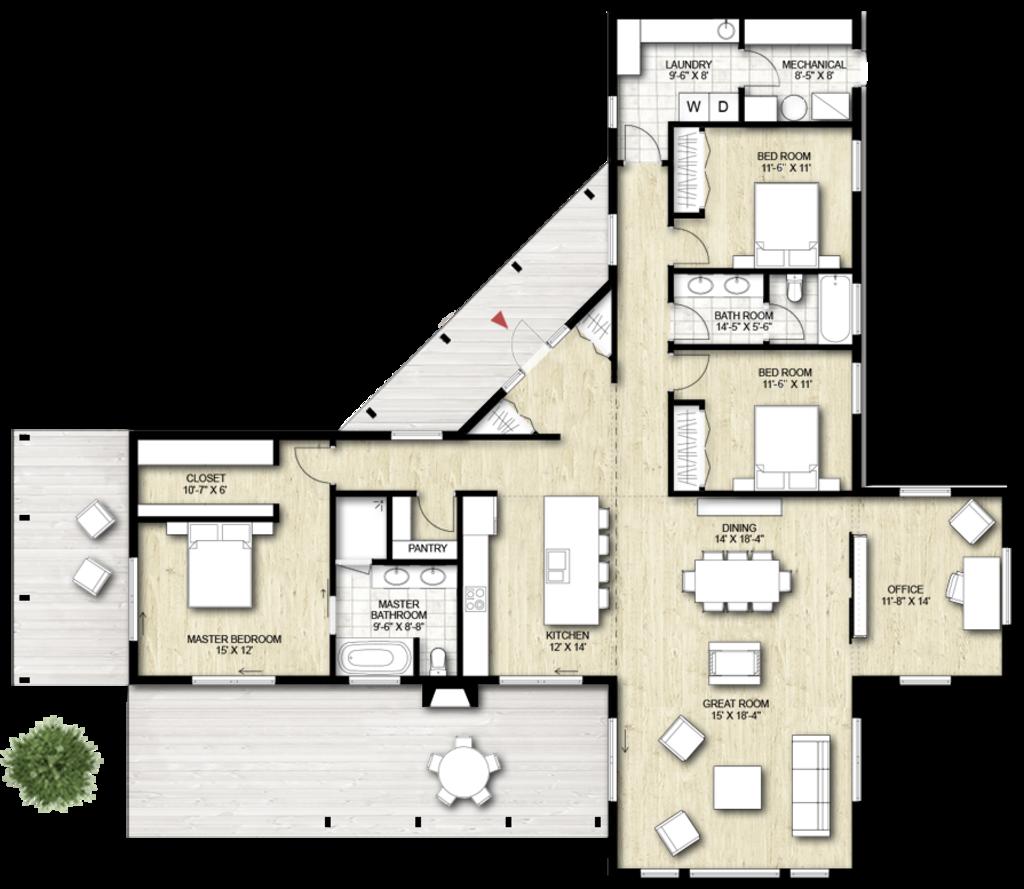 LAUNDRY
9'-6" X 8'
MECHANICAL
8'-5" X 8'
W D
BED ROOM
11'-6" X 11'
BATH ROOM
14'-5" X 5'-6"
BED ROOM
11'-6" X 11'
CLOSET
10'-7" X 6'
PANTRY
DINING
14' X 18'-4"
OFFICE
11'-8" X 14'
MASTER
BATHROOM
9'-6" X 8'-8"
MASTER BEDROOM
15' X 12'
KITCHEN
12' X 14'
GREAT ROOM
15' X 18'-4"